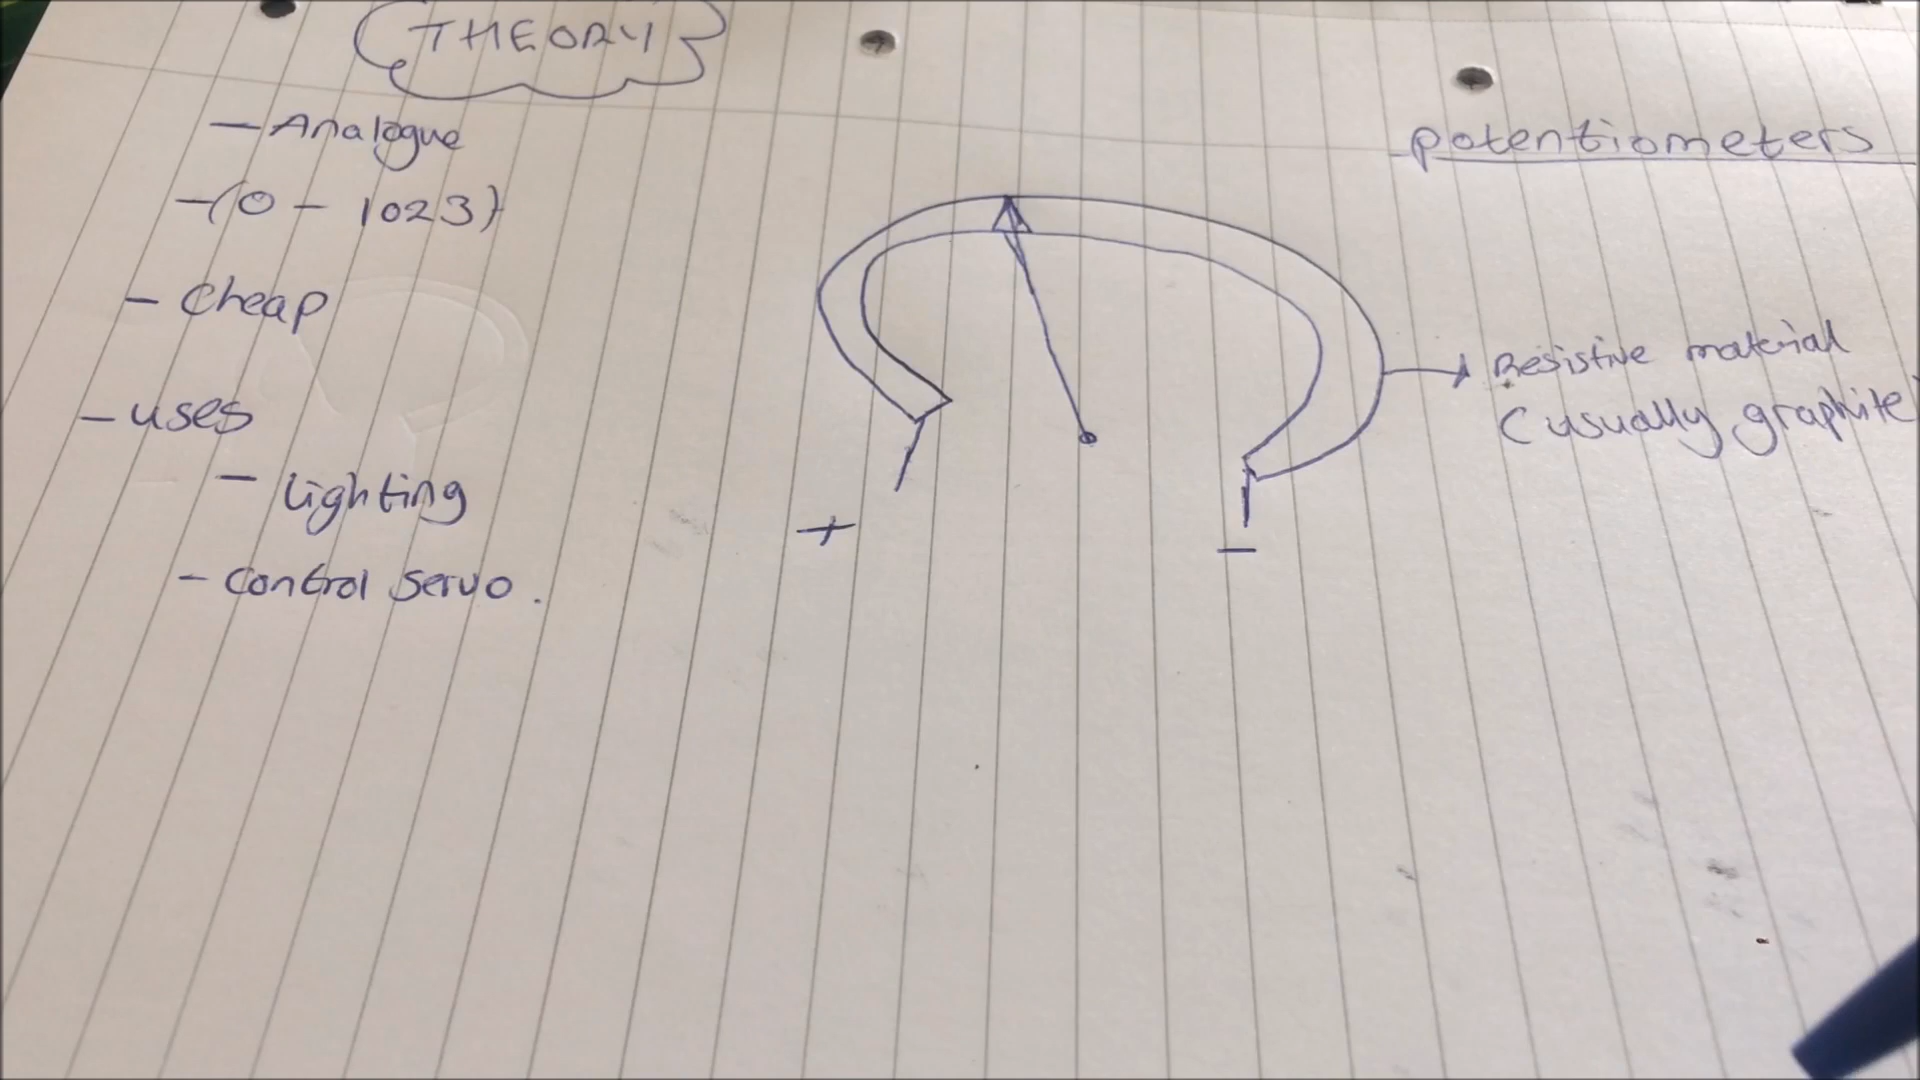 THEORY
- Analogue
- (0 - 1023)
- Cheap
- uses
- Lighting
- Control Servo.
potentiometers
Resistive material
(usually graphite)
+
-